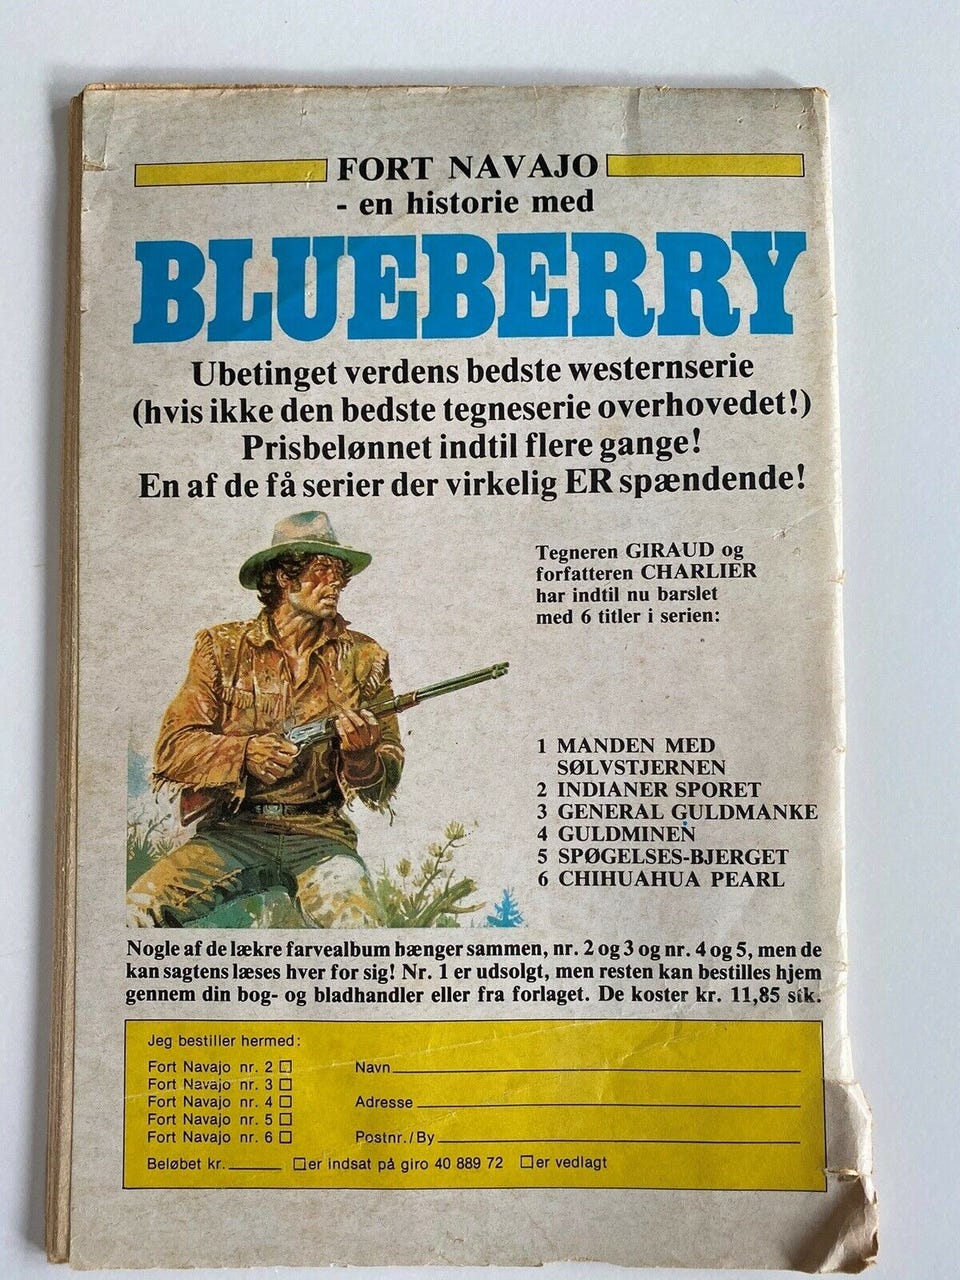 FORT NAVAJO
- en historie med
BLUEBERRY
Ubetinget verdens bedste westernserie
(hvis ikke den bedste tegneserie overhovedet!)
Prisbelønnet indtil flere gange!
En af de få serier der virkelig ER spændende!
Tegneren GIRAUD og
forfatteren CHARLIER
har indtil nu barslet
med 6 titler i serien:
1 MANDEN MED
SØLVSTJERNEN
2 INDIANER SPORET
3 GENERAL GULDMANKE
4 GULDMINEN
5 SPØGELSES-BJERGET
6 CHIHUAHUA PEARL
Nogle af de lækre farvealbum hænger sammen, nr. 2 og 3 og nr. 4 og 5, men de
kan sagtens læses hver for sig! Nr. 1 er udsolgt, men resten kan bestilles hjem
gennem din bog- og bladhandler eller fra forlaget. De koster kr. 11,85 stk.
Jeg bestiller hermed:
Fort Navajo nr. 2 ☐
Fort Navajo nr. 3 ☐
Fort Navajo nr. 4 ☐
Fort Navajo nr. 5 ☐
Fort Navajo nr. 6 ☐
Navn
Adresse
Postnr./By
Beløbet kr. ______ ☐er indsat på giro 40 889 72 ☐er vedlagt